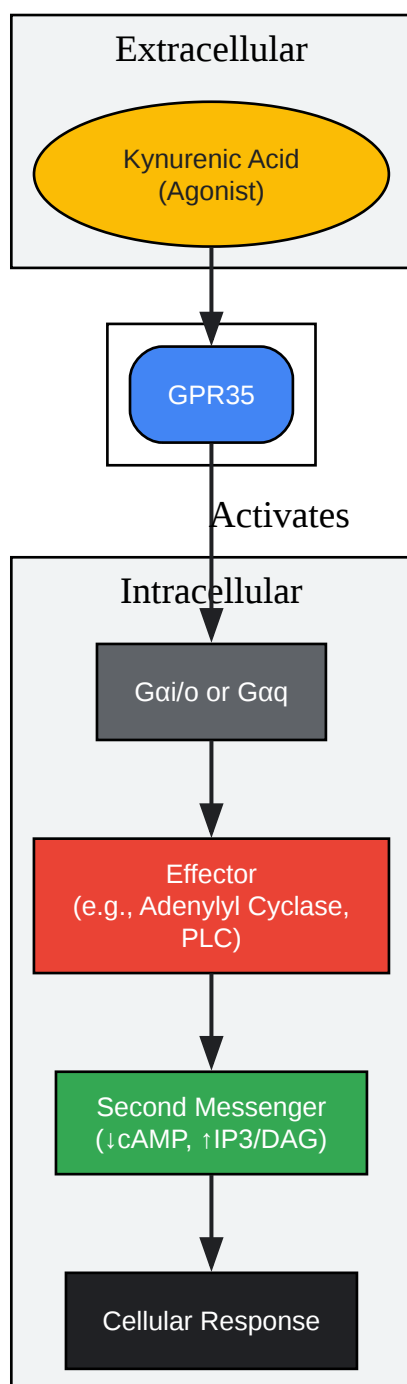 Extracellular
Kynurenic Acid
(Agonist)
GPR35
Activates
Intracellular
Gαi/o or Gαq
Effector
(e.g., Adenylyl Cyclase,
PLC)
Second Messenger
(↓cAMP, ↑IP3/DAG)
Cellular Response